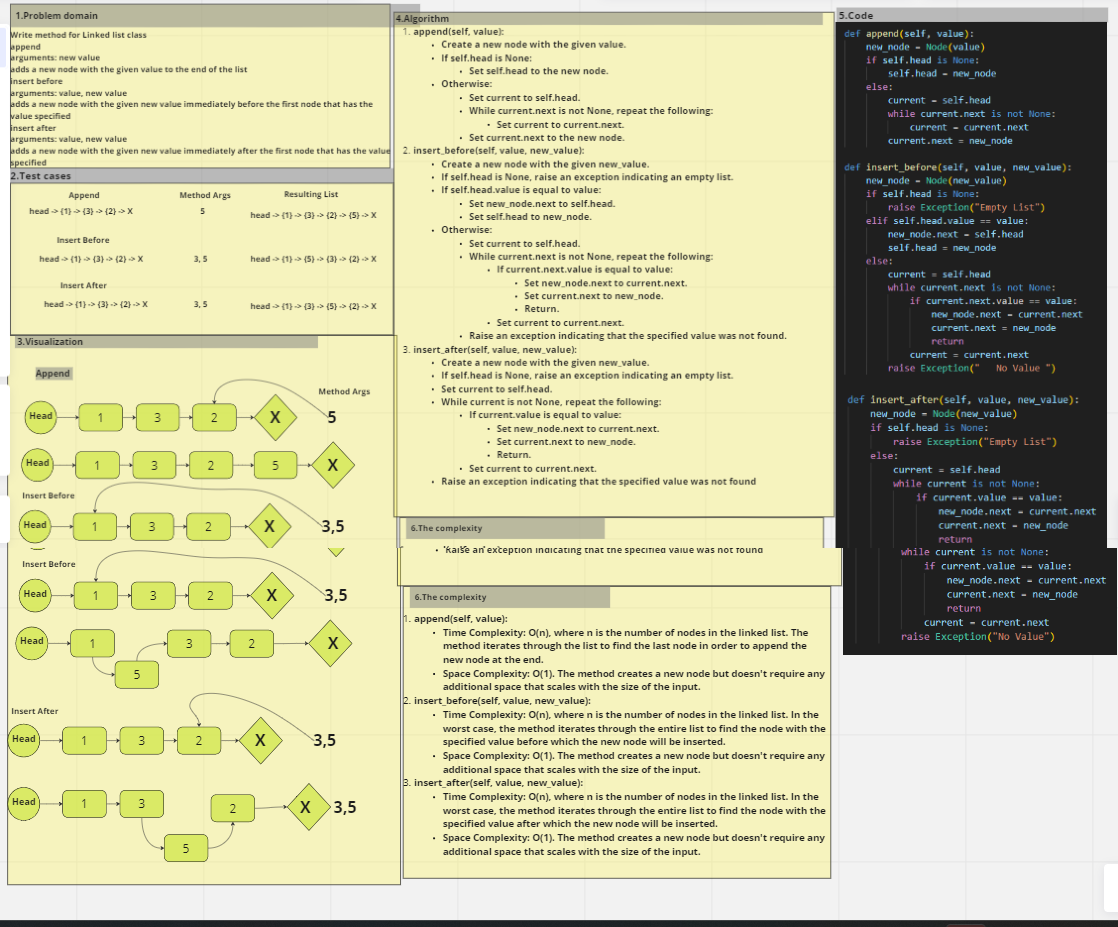 1.Problem domain
Write method for Linked list class
append
arguments: new value
adds a new node with the given value to the end of the list
insert before
arguments: value, new value
adds a new node with the given new value immediately before the first node that has the
value specified
insert after
arguments: value, new value
adds a new node with the given new value immediately after the first node that has the value
specified
2.Test cases
Append Method Args Resulting List
head -> {1} -> {3} -> {2} -> X 5 head -> {1} -> {3} -> {2} -> {5} -> X
Insert Before
head -> {1} -> {3} -> {2} -> X 3, 5 head -> {1} -> {5} -> {3} -> {2} -> X
Insert After
head -> {1} -> {3} -> {2} -> X 3, 5 head -> {1} -> {3} -> {5} -> {2} -> X
3.Visualization
Append
Method Args
Head 1 3 2 X 5
Head 1 3 2 5 X
Insert Before
Head 1 3 2 X 3,5
Insert Before
Head 1 3 2 X 3,5
Head 1 3 2 X
5
Insert After
Head 1 3 2 X 3,5
Head 1 3 2 X 3,5
5
4.Algorithm
1. append(self, value):
• Create a new node with the given value.
• If self.head is None:
• Set self.head to the new node.
• Otherwise:
• Set current to self.head.
• While current.next is not None, repeat the following:
• Set current to current.next.
• Set current.next to the new node.
2. insert_before(self, value, new_value):
• Create a new node with the given new_value.
• If self.head is None, raise an exception indicating an empty list.
• If self.head.value is equal to value:
• Set new_node.next to self.head.
• Set self.head to new_node.
• Otherwise:
• Set current to self.head.
• While current.next is not None, repeat the following:
• If current.next.value is equal to value:
• Set new_node.next to current.next.
• Set current.next to new_node.
• Return.
• Set current to current.next.
• Raise an exception indicating that the specified value was not found.
3. insert_after(self, value, new_value):
• Create a new node with the given new_value.
• If self.head is None, raise an exception indicating an empty list.
• Set current to self.head.
• While current is not None, repeat the following:
• If current.value is equal to value:
• Set new_node.next to current.next.
• Set current.next to new_node.
• Return.
• Set current to current.next.
• Raise an exception indicating that the specified value was not found
6.The complexity
• Raise an exception indicating that the specified value was not found
6.The complexity
1. append(self, value):
• Time Complexity: O(n), where n is the number of nodes in the linked list. The
method iterates through the list to find the last node in order to append the
new node at the end.
• Space Complexity: O(1). The method creates a new node but doesn't require any
additional space that scales with the size of the input.
2. insert_before(self, value, new_value):
• Time Complexity: O(n), where n is the number of nodes in the linked list. In the
worst case, the method iterates through the entire list to find the node with the
specified value before which the new node will be inserted.
• Space Complexity: O(1). The method creates a new node but doesn't require any
additional space that scales with the size of the input.
3. insert_after(self, value, new_value):
• Time Complexity: O(n), where n is the number of nodes in the linked list. In the
worst case, the method iterates through the entire list to find the node with the
specified value after which the new node will be inserted.
• Space Complexity: O(1). The method creates a new node but doesn't require any
additional space that scales with the size of the input.
5.Code
def append(self, value):
new_node = Node(value)
if self.head is None:
self.head = new_node
else:
current = self.head
while current.next is not None:
current = current.next
current.next = new_node
def insert_before(self, value, new_value):
new_node = Node(new_value)
if self.head is None:
raise Exception("Empty List")
elif self.head.value == value:
new_node.next = self.head
self.head = new_node
else:
current = self.head
while current.next is not None:
if current.next.value == value:
new_node.next = current.next
current.next = new_node
return
current = current.next
raise Exception(" No Value ")
def insert_after(self, value, new_value):
new_node = Node(new_value)
if self.head is None:
raise Exception("Empty List")
else:
current = self.head
while current is not None:
if current.value == value:
new_node.next = current.next
current.next = new_node
return
while current is not None:
if current.value == value:
new_node.next = current.next
current.next = new_node
return
current = current.next
raise Exception("No Value")